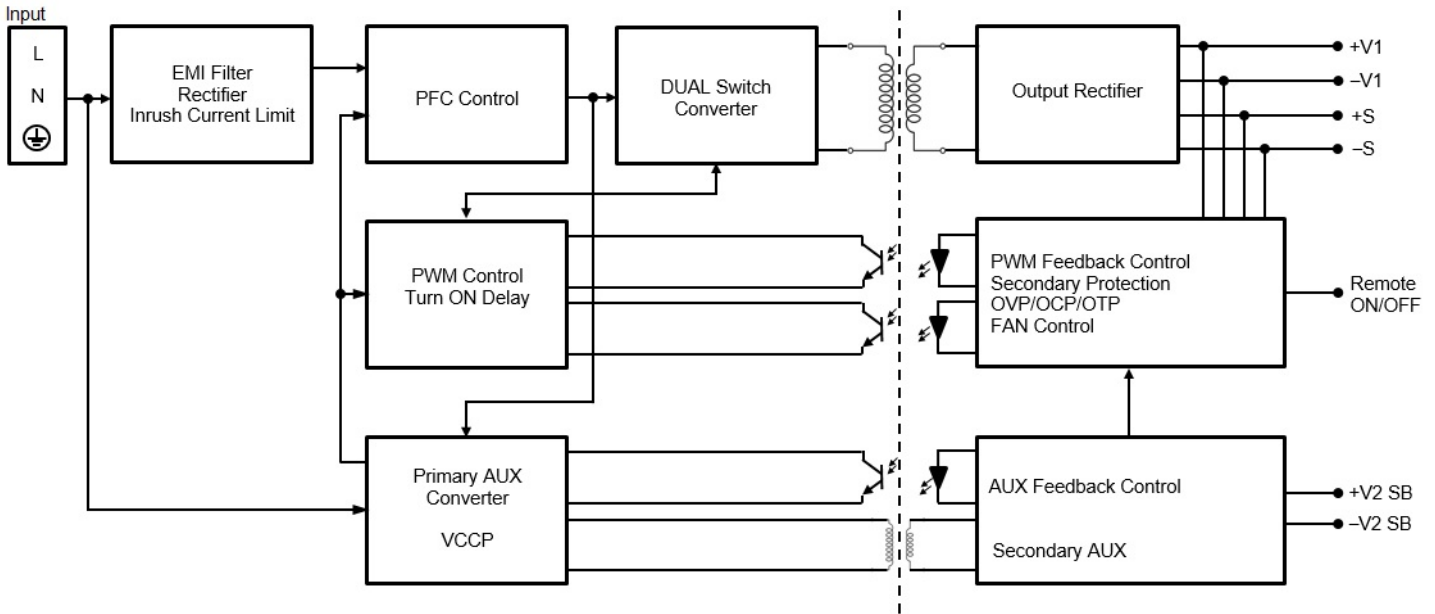 Input
L
N
EMI Filter
Rectifier
Inrush Current Limit
PFC Control
DUAL Switch
Converter
Output Rectifier
+V1
–V1
+S
–S
PWM Control
Turn ON Delay
PWM Feedback Control
Secondary Protection
OVP/OCP/OTP
FAN Control
Remote
ON/OFF
Primary AUX
Converter
VCCP
AUX Feedback Control
Secondary AUX
+V2 SB
–V2 SB